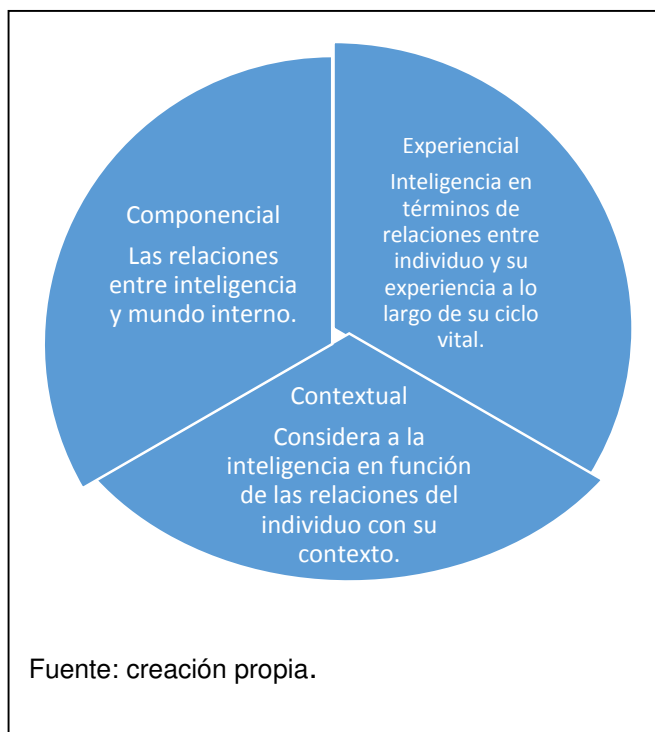 Componencial
Las relaciones
entre inteligencia
y mundo interno.
Experiencial
Inteligencia en
términos de
relaciones entre
individuo y su
experiencia a lo
largo de su ciclo
vital.
Contextual
Considera a la
inteligencia en función
de las relaciones del
individuo con su
contexto.
Fuente: creación propia.